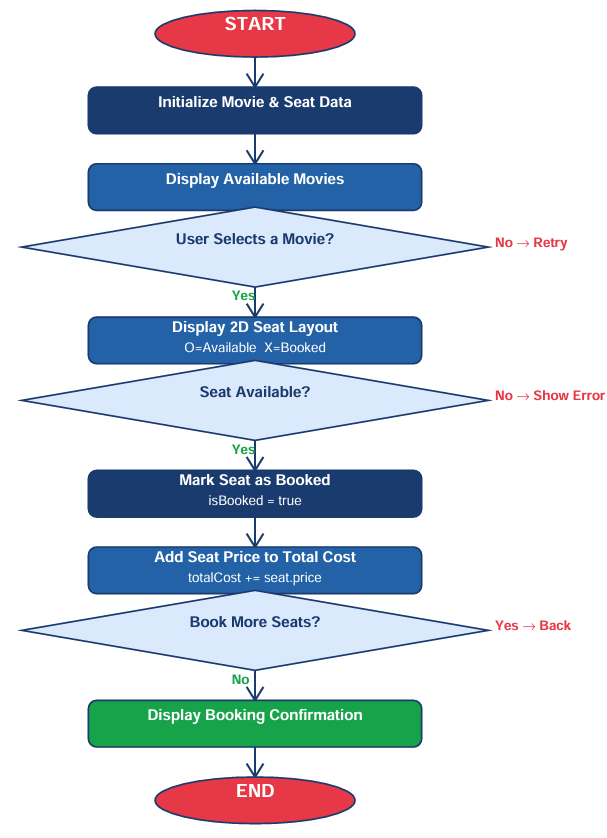 START
Initialize Movie & Seat Data
Display Available Movies
User Selects a Movie?
No → Retry
Yes
Display 2D Seat Layout
O=Available  X=Booked
Seat Available?
No → Show Error
Yes
Mark Seat as Booked
isBooked = true
Add Seat Price to Total Cost
totalCost += seat.price
Book More Seats?
Yes → Back
No
Display Booking Confirmation
END